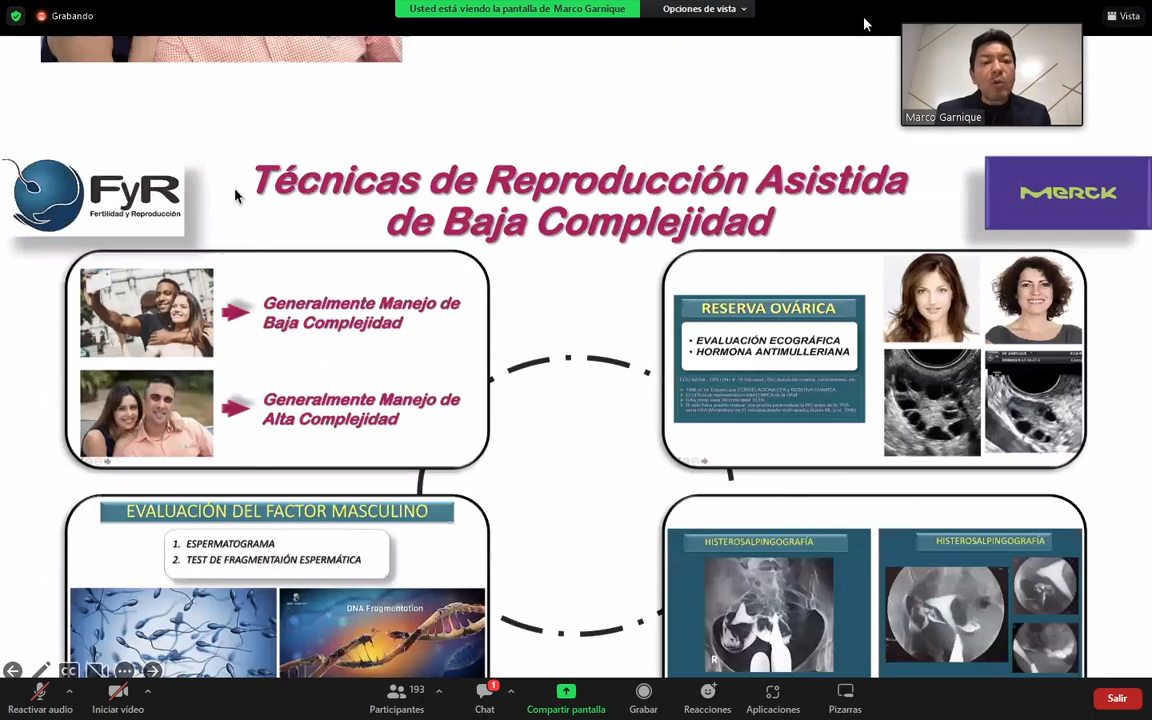 Grabando
Usted está viendo la pantalla de Marco Garnique
Opciones de vista
Vista
Marco Garnique
FyR
Fertilidad y Reproducción
Técnicas de Reproducción Asistida
de Baja Complejidad
MERCK
Generalmente Manejo de
Baja Complejidad
Generalmente Manejo de
Alta Complejidad
RESERVA OVÁRICA
• EVALUACIÓN ECOGRÁFICA
• HORMONA ANTIMULLERIANA
EVALUACIÓN DEL FACTOR MASCULINO
1. ESPERMATOGRAMA
2. TEST DE FRAGMENTAIÓN ESPERMÁTICA
DNA Fragmentation
HISTEROSALPINGOGRAFÍA
HISTEROSALPINGOGRAFÍA
R
CC
193
1
Reactivar audio
Iniciar vídeo
Participantes
Chat
Compartir pantalla
Grabar
Reacciones
Aplicaciones
Pizarras
Salir